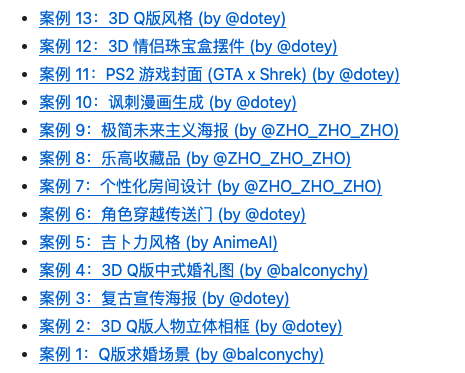 案例 13：3D Q版风格 (by @dotey)
案例 12：3D 情侣珠宝盒摆件 (by @dotey)
案例 11：PS2 游戏封面 (GTA x Shrek) (by @dotey)
案例 10：讽刺漫画生成 (by @dotey)
案例 9：极简未来主义海报 (by @ZHO_ZHO_ZHO)
案例 8：乐高收藏品 (by @ZHO_ZHO_ZHO)
案例 7：个性化房间设计 (by @ZHO_ZHO_ZHO)
案例 6：角色穿越传送门 (by @dotey)
案例 5：吉卜力风格 (by AnimeAI)
案例 4：3D Q版中式婚礼图 (by @balconychy)
案例 3：复古宣传海报 (by @dotey)
案例 2：3D Q版人物立体相框 (by @dotey)
案例 1：Q版求婚场景 (by @balconychy)